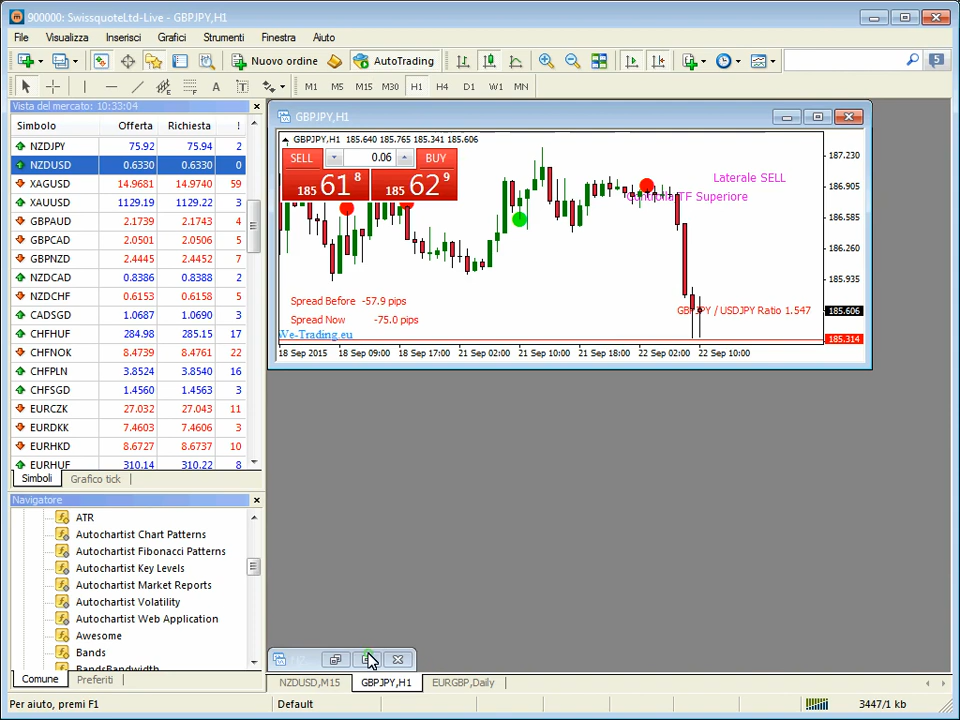 900000: SwissquoteLtd-Live - GBPJPY,H1
File Visualizza Inserisci Grafici Strumenti Finestra Aiuto
Nuovo ordine AutoTrading 5
A T M1 M5 M15 M30 H1 H4 D1 W1 MN
Vista del mercato: 10:33:04
Simbolo Offerta Richiesta !
NZDJPY 75.92 75.94 2
NZDUSD 0.6330 0.6330 0
XAGUSD 14.9681 14.9740 59
XAUUSD 1129.19 1129.22 3
GBPAUD 2.1739 2.1743 4
GBPCAD 2.0501 2.0506 5
GBPNZD 2.4445 2.4452 7
NZDCAD 0.8386 0.8388 2
NZDCHF 0.6153 0.6158 5
CADSGD 1.0687 1.0690 3
CHFHUF 284.98 285.15 17
CHFNOK 8.4739 8.4761 22
CHFPLN 3.8524 3.8540 16
CHFSGD 1.4560 1.4563 3
EURCZK 27.032 27.043 11
EURDKK 7.4603 7.4606 3
EURHKD 8.6727 8.6737 10
EURHUF 310.14 310.22 8
Simboli Grafico tick
Navigatore
ATR
Autochartist Chart Patterns
Autochartist Fibonacci Patterns
Autochartist Key Levels
Autochartist Market Reports
Autochartist Volatility
Autochartist Web Application
Awesome
Bands
BandsBandwidth
Comune Preferiti
GBPJPY,H1
GBPJPY,H1 185.640 185.765 185.341 185.606
SELL 0.06 BUY
185 61 8 185 62 9
Laterale SELL
TF Superiore
Spread Before -57.9 pips
Spread Now -75.0 pips
We-Trading.eu
GBPJPY / USDJPY Ratio 1.547
187.230
186.905
186.585
186.260
185.935
185.606
185.314
18 Sep 2015 18 Sep 09:00 18 Sep 17:00 21 Sep 02:00 21 Sep 10:00 21 Sep 18:00 22 Sep 02:00 22 Sep 10:00
NZDUSD,M15 GBPJPY,H1 EURGBP,Daily
Per aiuto, premi F1 Default 3447/1 kb